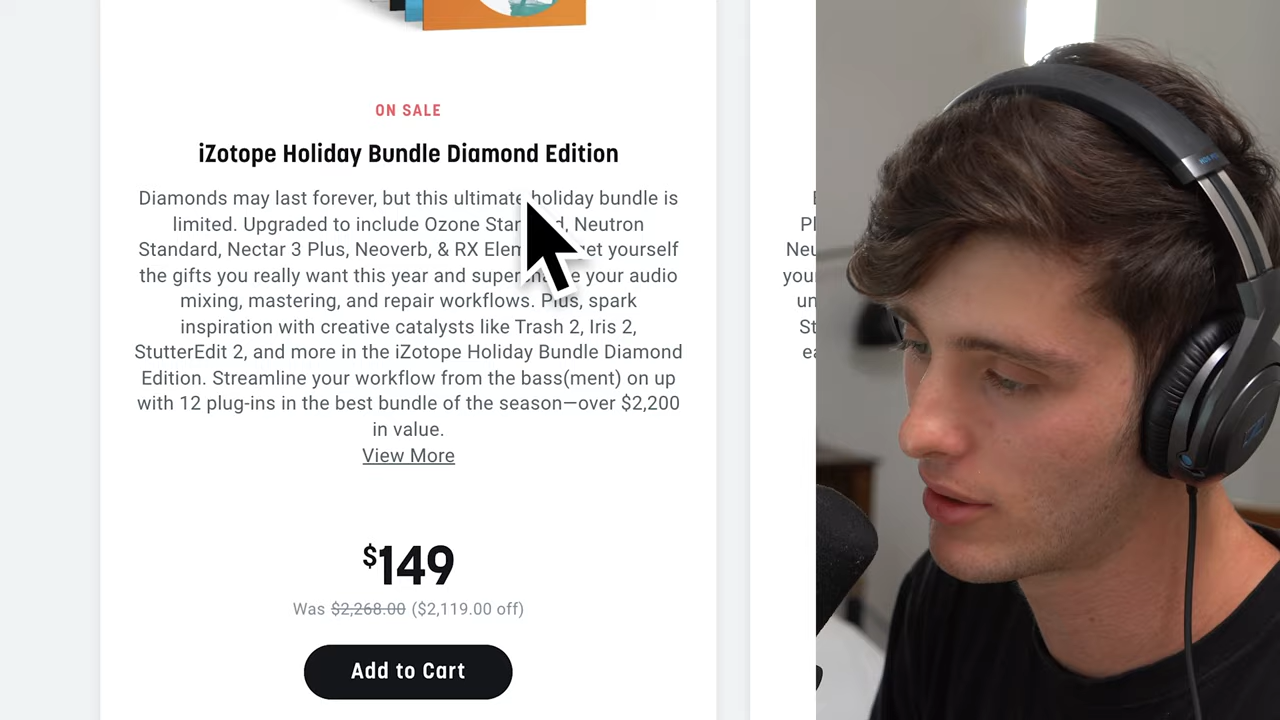 ON SALE
iZotope Holiday Bundle Diamond Edition
Diamonds may last forever, but this ultimate holiday bundle is
limited. Upgraded to include Ozone Neutron
Standard, Nectar 3 Plus, Neoverb, & RX yourself
the gifts you really want this year and your audio
mixing, mastering, and repair workflows. Plus, spark
inspiration with creative catalysts like Trash 2, Iris 2,
StutterEdit 2, and more in the iZotope Holiday Bundle Diamond
Edition. Streamline your workflow from the bass(ment) on up
with 12 plug-ins in the best bundle of the season—over $2,200
in value.
View More
$149
Was $2,268.00 ($2,119.00 off)
Add to Cart